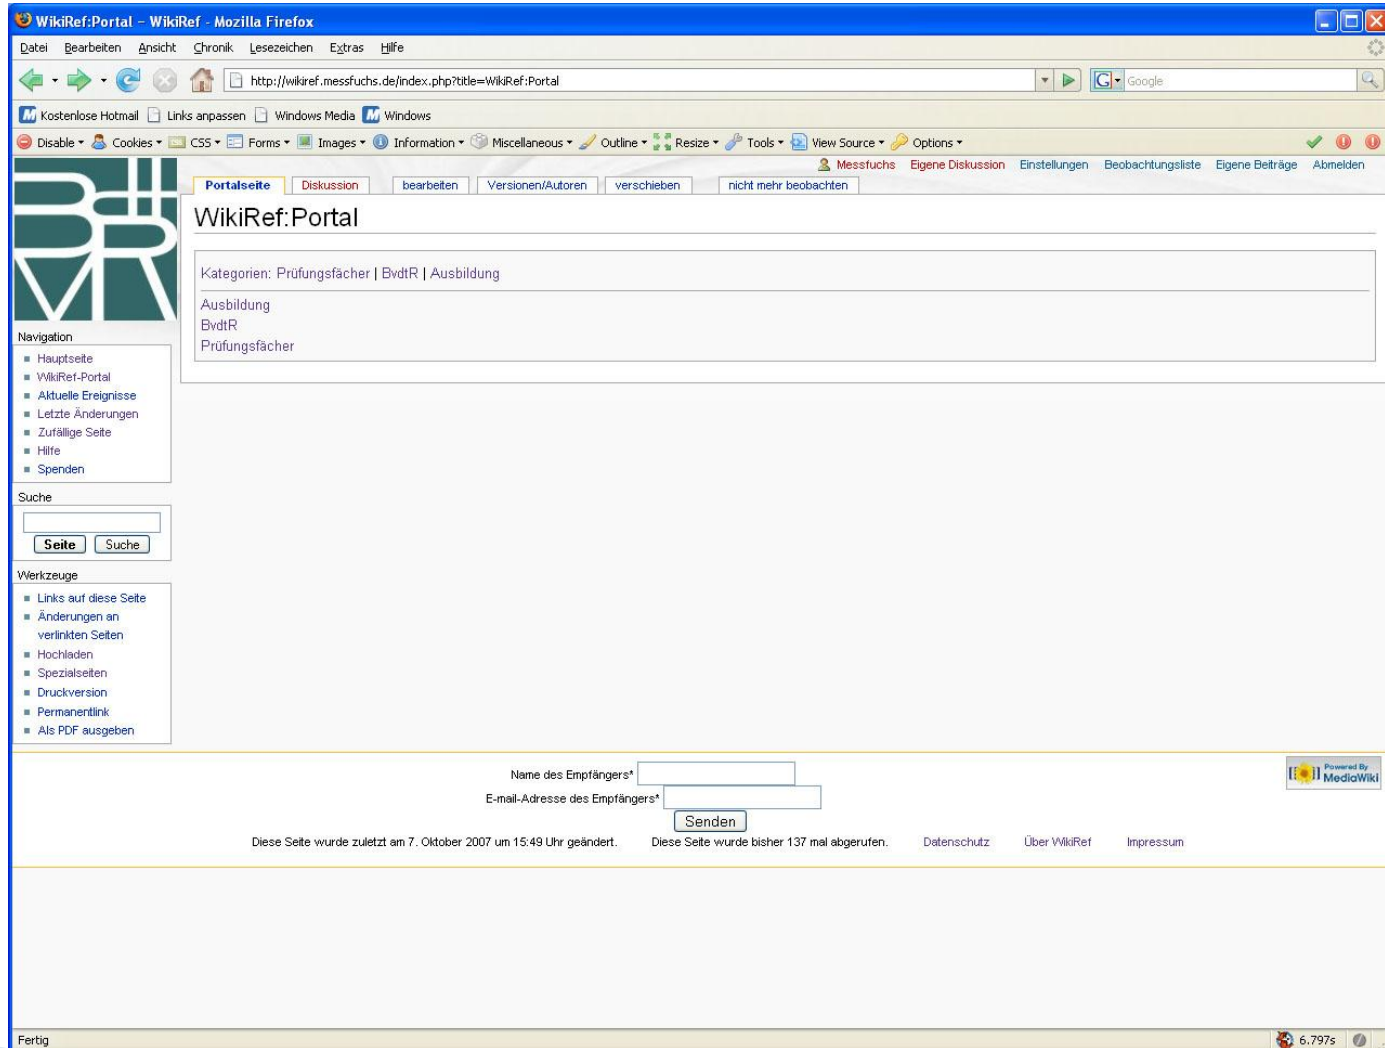 WikiRef:Portal – WikiRef - Mozilla Firefox
Datei Bearbeiten Ansicht Chronik Lesezeichen Extras Hilfe
http://wikiref.messfuchs.de/index.php?title=WikiRef:Portal G Google
Kostenlose Hotmail Links anpassen Windows Media Windows
Disable Cookies CSS Forms Images Information Miscellaneous Outline Resize Tools View Source Options
Messfuchs Eigene Diskussion Einstellungen Beobachtungsliste Eigene Beiträge Abmelden
Portalseite Diskussion bearbeiten Versionen/Autoren verschieben nicht mehr beobachten
WikiRef:Portal
Kategorien: Prüfungsfächer | BvdtR | Ausbildung
Ausbildung
BvdtR
Prüfungsfächer
Navigation
Hauptseite
WikiRef-Portal
Aktuelle Ereignisse
Letzte Änderungen
Zufällige Seite
Hilfe
Spenden
Suche
Seite Suche
Werkzeuge
Links auf diese Seite
Änderungen an
verlinkten Seiten
Hochladen
Spezialseiten
Druckversion
Permanentlink
Als PDF ausgeben
Name des Empfängers*
E-mail-Adresse des Empfängers*
Senden
Powered By
MediaWiki
Diese Seite wurde zuletzt am 7. Oktober 2007 um 15:49 Uhr geändert. Diese Seite wurde bisher 137 mal abgerufen. Datenschutz Über WikiRef Impressum
Fertig 6.797s